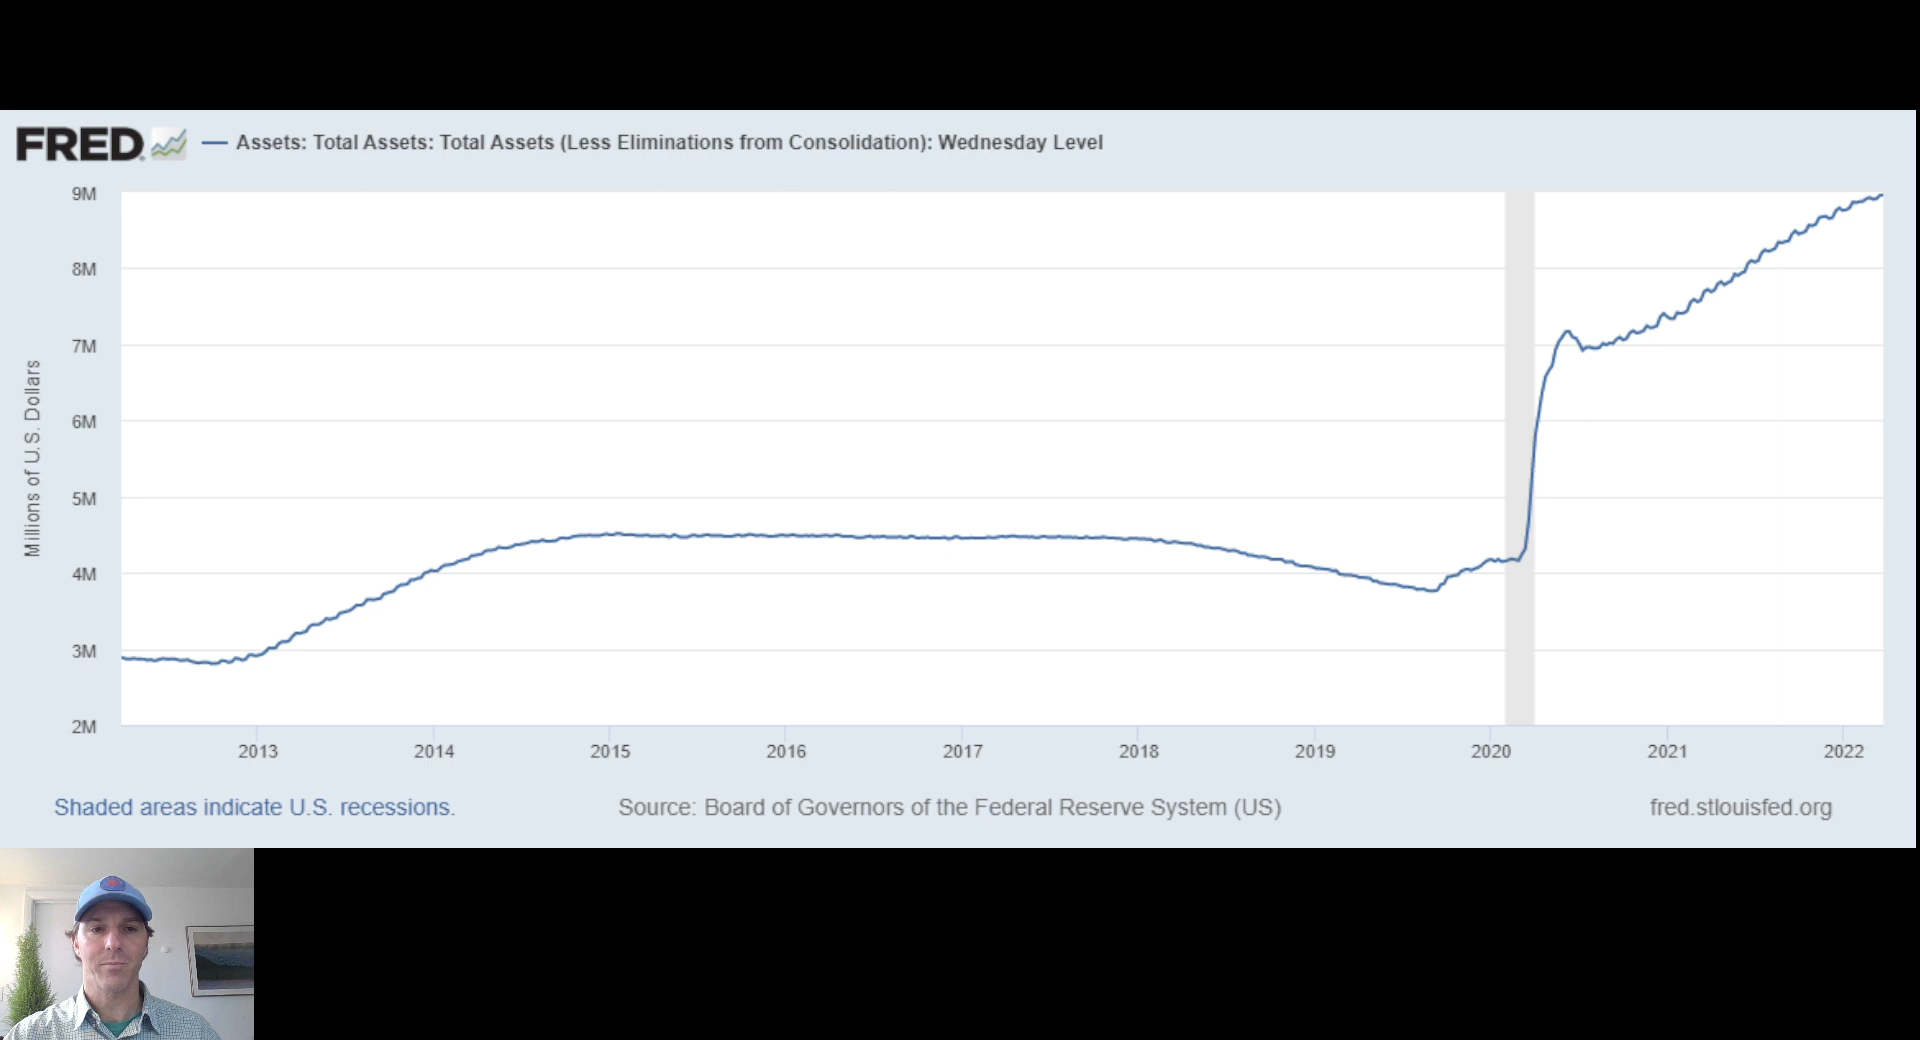 FRED
Assets: Total Assets: Total Assets (Less Eliminations from Consolidation): Wednesday Level
Millions of U.S. Dollars
9M
8M
7M
6M
5M
4M
3M
2M
2013 2014 2015 2016 2017 2018 2019 2020 2021 2022
Shaded areas indicate U.S. recessions. Source: Board of Governors of the Federal Reserve System (US) fred.stlouisfed.org